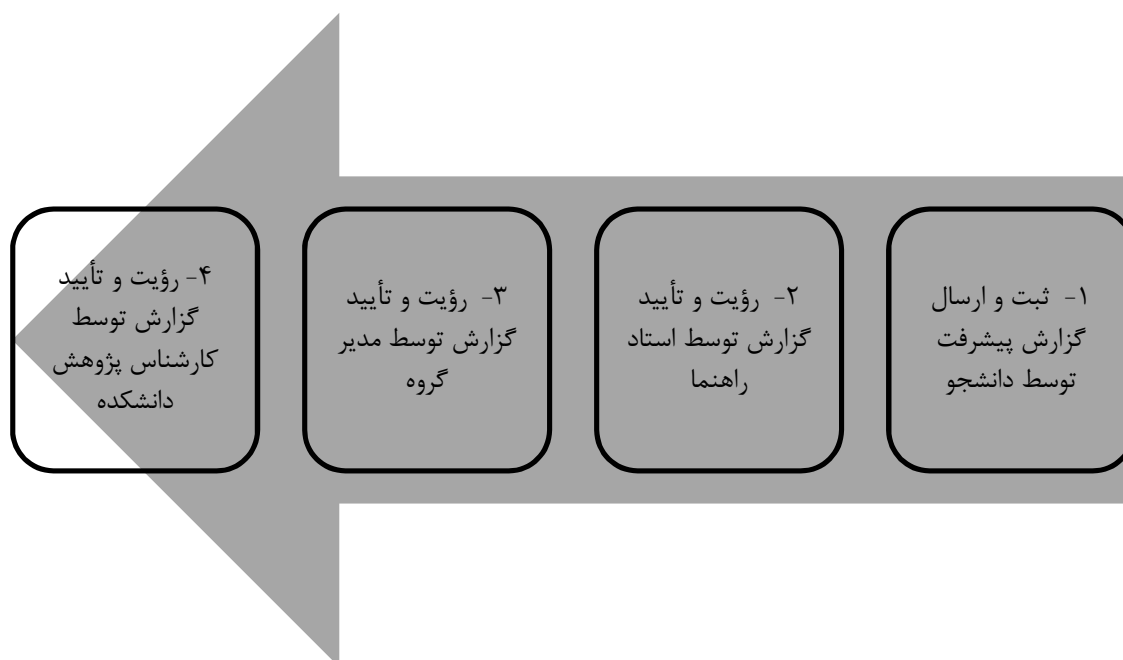 ۱- ثبت و ارسال
گزارش پیشرفت
توسط دانشجو
۲- رؤیت و تأیید
گزارش توسط استاد
راهنما
۳- رؤیت و تأیید
گزارش توسط مدیر
گروه
۴- رؤیت و تأیید
گزارش توسط
کارشناس پژوهش
دانشکده